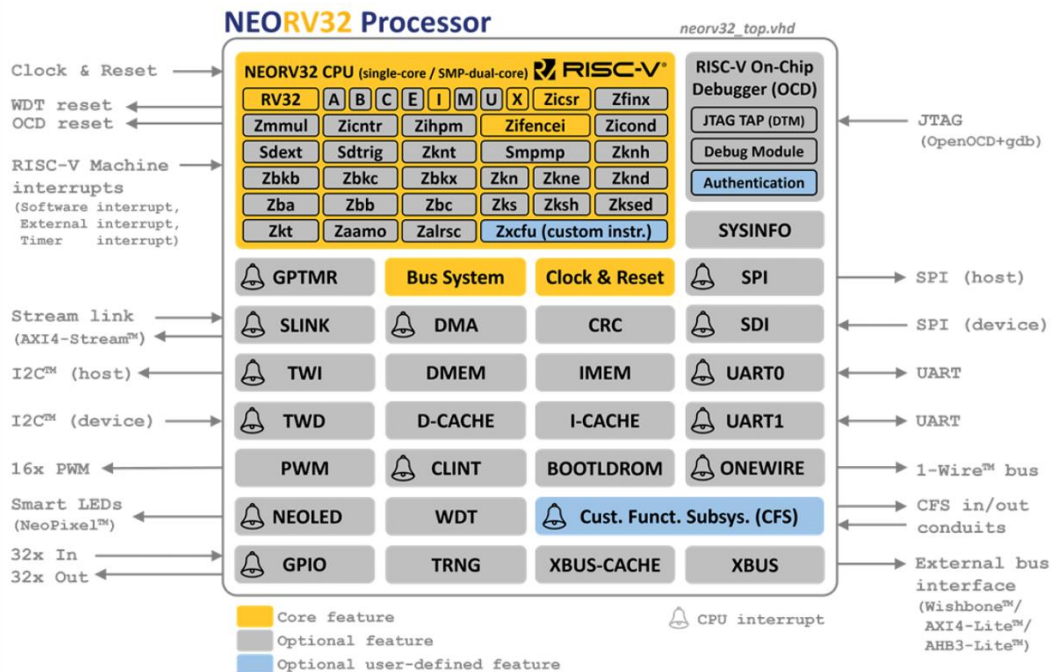 NEORV32 Processor
neorv32_top.vhd
Clock & Reset
WDT reset
OCD reset
RISC-V Machine
interrupts
(Software interrupt,
External interrupt,
Timer interrupt)
Stream link
(AXI4-Stream™)
I2C™ (host)
I2C™ (device)
16x PWM
Smart LEDs
(NeoPixel™)
32x In
32x Out
NEORV32 CPU (single-core / SMP-dual-core) RISC-V®
RV32 A B C E I M U X Zicsr Zfinx
Zmmul Zicntr Zihpm Zifencei Zicond
Sdext Sdtrig Zknt Smpmp Zknh
Zbkb Zbkc Zbkx Zkn Zkne Zknd
Zba Zbb Zbc Zks Zksh Zksed
Zkt Zaamo Zalrsc Zxcfu (custom instr.)
RISC-V On-Chip
Debugger (OCD)
JTAG TAP (DTM)
Debug Module
Authentication
SYSINFO
GPTMR Bus System Clock & Reset SPI
SLINK DMA CRC SDI
TWI DMEM IMEM UART0
TWD D-CACHE I-CACHE UART1
PWM CLINT BOOTLDROM ONEWIRE
NEOLED WDT Cust. Funct. Subsys. (CFS)
GPIO TRNG XBUS-CACHE XBUS
JTAG
(OpenOCD+gdb)
SPI (host)
SPI (device)
UART
UART
1-Wire™ bus
CFS in/out
conduits
External bus
interface
(Wishbone™/
AXI4-Lite™/
AHB3-Lite™)
Core feature
Optional feature
Optional user-defined feature
CPU interrupt